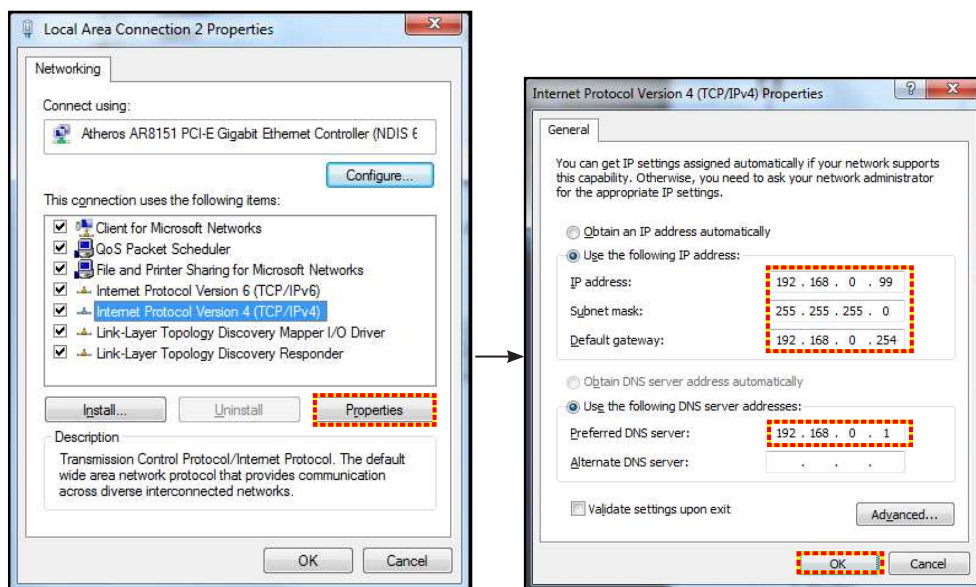 Local Area Connection 2 Properties
Networking
Connect using:
Atheros AR8151 PCI-E Gigabit Ethernet Controller (NDIS 6
Configure...
This connection uses the following items:
Client for Microsoft Networks
QoS Packet Scheduler
File and Printer Sharing for Microsoft Networks
Internet Protocol Version 6 (TCP/IPv6)
Internet Protocol Version 4 (TCP/IPv4)
Link-Layer Topology Discovery Mapper I/O Driver
Link-Layer Topology Discovery Responder
Install...
Uninstall
Properties
Description
Transmission Control Protocol/Internet Protocol. The default
wide area network protocol that provides communication
across diverse interconnected networks.
OK
Cancel
Internet Protocol Version 4 (TCP/IPv4) Properties
General
You can get IP settings assigned automatically if your network supports
this capability. Otherwise, you need to ask your network administrator
for the appropriate IP settings.
Obtain an IP address automatically
Use the following IP address:
IP address: 192 . 168 . 0 . 99
Subnet mask: 255 . 255 . 255 . 0
Default gateway: 192 . 168 . 0 . 254
Obtain DNS server address automatically
Use the following DNS server addresses:
Preferred DNS server: 192 . 168 . 0 . 1
Alternate DNS server: . . .
Validate settings upon exit
Advanced...
OK
Cancel